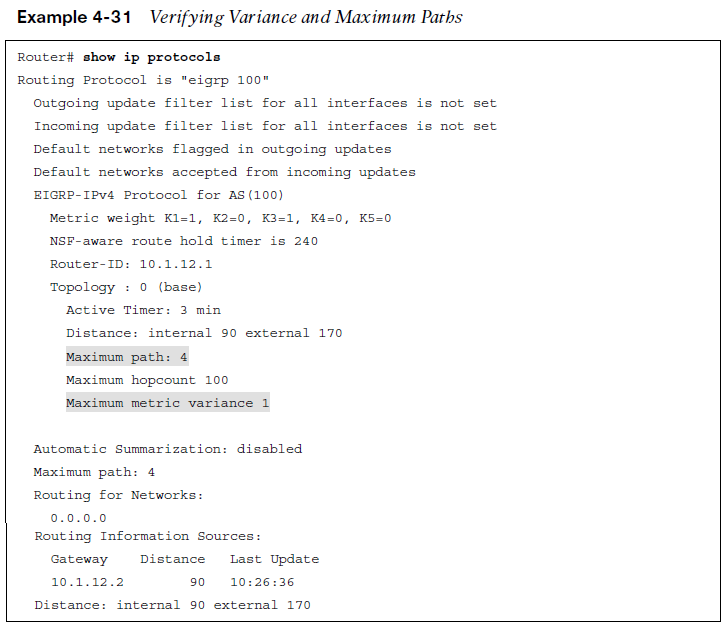 Example 4-31 Verifying Variance and Maximum Paths
Router# show ip protocols
Routing Protocol is "eigrp 100"
Outgoing update filter list for all interfaces is not set
Incoming update filter list for all interfaces is not set
Default networks flagged in outgoing updates
Default networks accepted from incoming updates
EIGRP-IPv4 Protocol for AS(100)
Metric weight K1=1, K2=0, K3=1, K4=0, K5=0
NSF-aware route hold timer is 240
Router-ID: 10.1.12.1
Topology : 0 (base)
Active Timer: 3 min
Distance: internal 90 external 170
Maximum path: 4
Maximum hopcount 100
Maximum metric variance 1
Automatic Summarization: disabled
Maximum path: 4
Routing for Networks:
0.0.0.0
Routing Information Sources:
Gateway Distance Last Update
10.1.12.2 90 10:26:36
Distance: internal 90 external 170